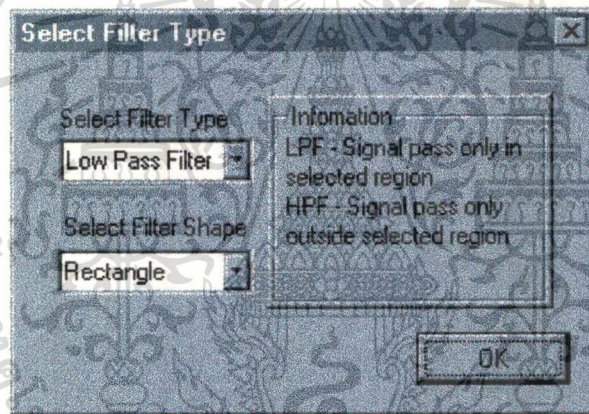 Select Filter Type
Select Filter Type
Low Pass Filter
Select Filter Shape
Rectangle
Infomation
LPF - Signal pass only in
selected region
HPF - Signal pass only
outside selected region
OK